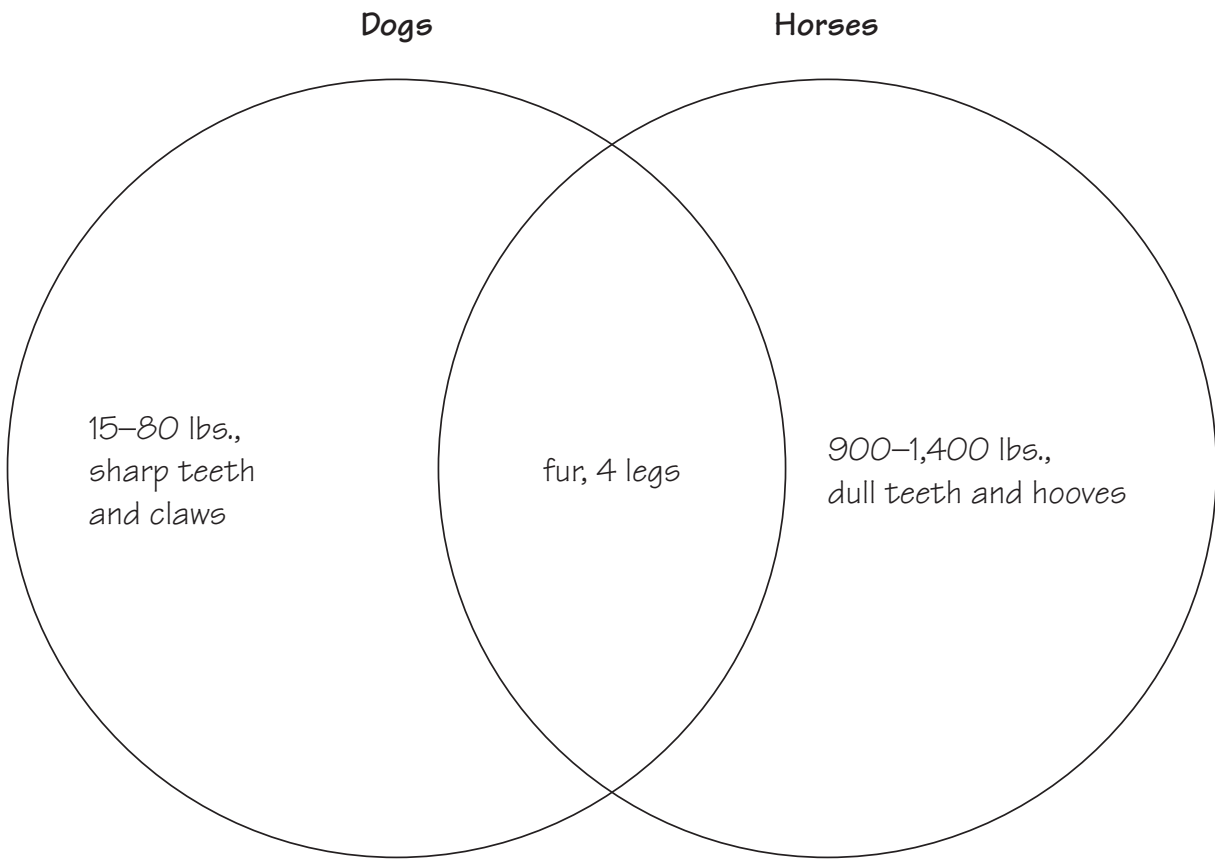 Dogs
Horses
15–80 lbs.,
sharp teeth
and claws
fur, 4 legs
900–1,400 lbs.,
dull teeth and hooves